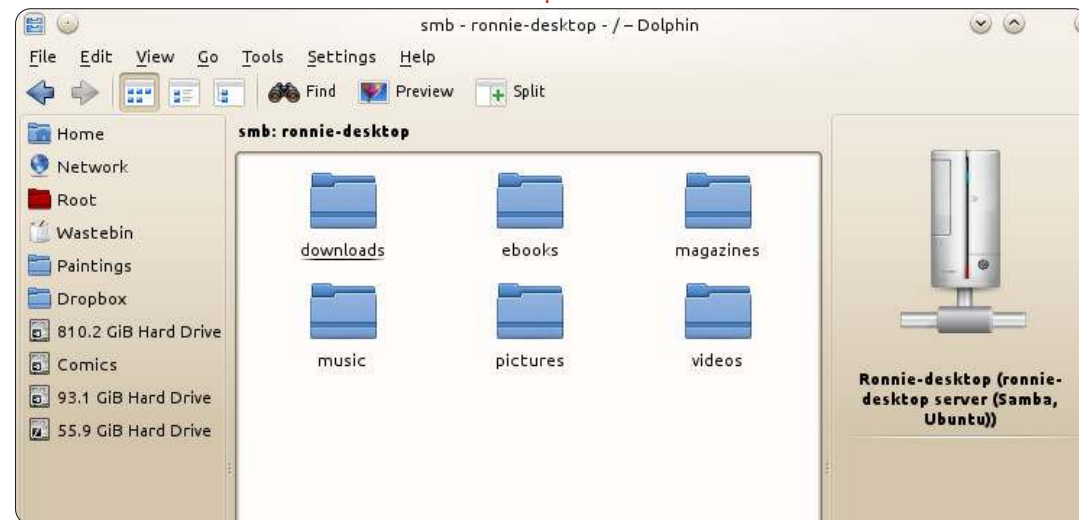 smb - ronnie-desktop - / – Dolphin
File Edit View Go Tools Settings Help
Find Preview Split
Home
Network
Root
Wastebin
Paintings
Dropbox
810.2 GiB Hard Drive
Comics
93.1 GiB Hard Drive
55.9 GiB Hard Drive
smb: ronnie-desktop
downloads ebooks magazines
music pictures videos
Ronnie-desktop (ronnie-
desktop server (Samba,
Ubuntu))